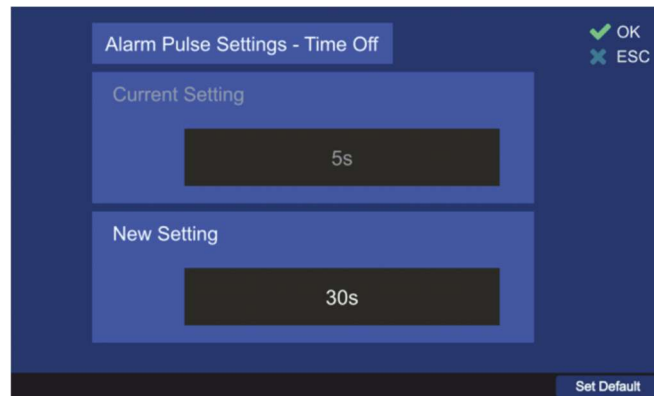 Alarm Pulse Settings - Time Off
OK
ESC
Current Setting
5s
New Setting
30s
Set Default